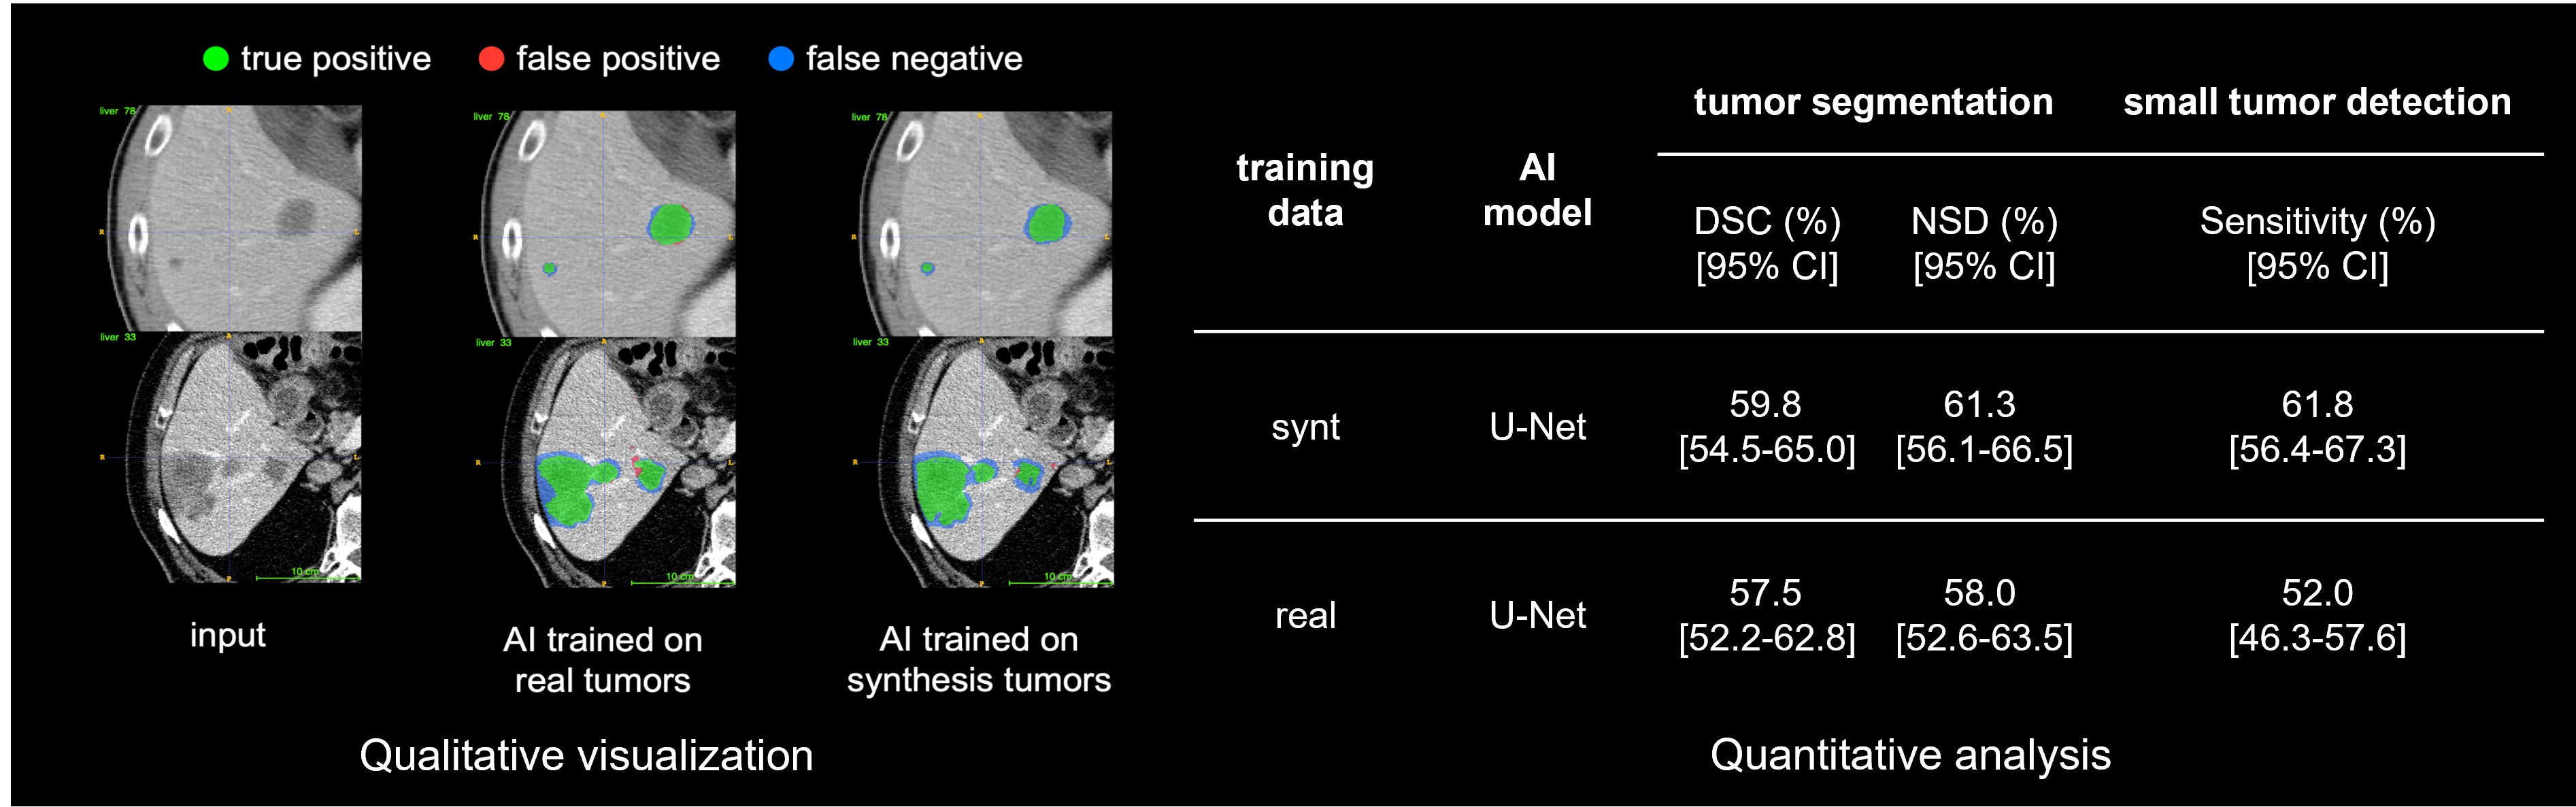 true positive false positive false negative
liver 78
A
R
L
liver 78
A
R
L
liver 78
A
R
L
liver 33
A
R
L
P
10 cm
liver 33
A
R
L
P
10 cm
liver 33
A
R
L
P
10 cm
input
AI trained on
real tumors
AI trained on
synthesis tumors
Qualitative visualization
tumor segmentation small tumor detection
training
data
AI
model
DSC (%)
[95% CI]
NSD (%)
[95% CI]
Sensitivity (%)
[95% CI]
synt
U-Net
59.8
[54.5-65.0]
61.3
[56.1-66.5]
61.8
[56.4-67.3]
real
U-Net
57.5
[52.2-62.8]
58.0
[52.6-63.5]
52.0
[46.3-57.6]
Quantitative analysis